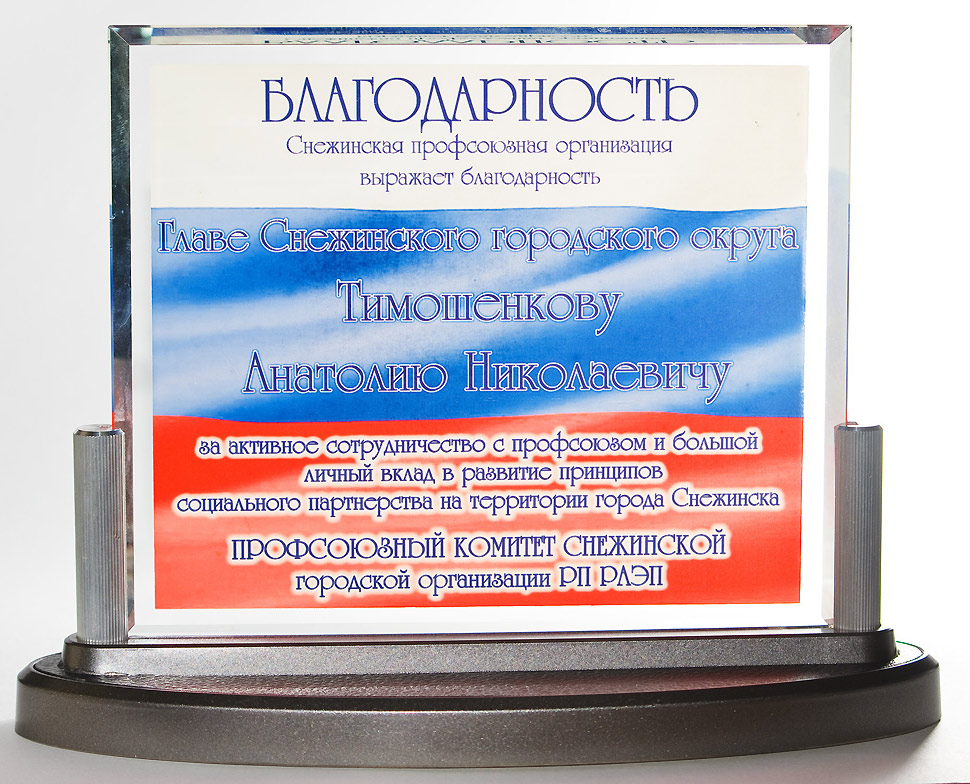 БЛАГОДАРНОСТЬ
Снежинская профсоюзная организация
выражает благодарность
Главе Снежинского городского округа
Тимошенкову
Анатолию Николаевичу
за активное сотрудничество с профсоюзом и большой
личный вклад в развитие принципов
социального партнерства на территории города Снежинска
ПРОФСОЮЗНЫЙ КОМИТЕТ СНЕЖИНСКОЙ
городской организации РП РАЭП